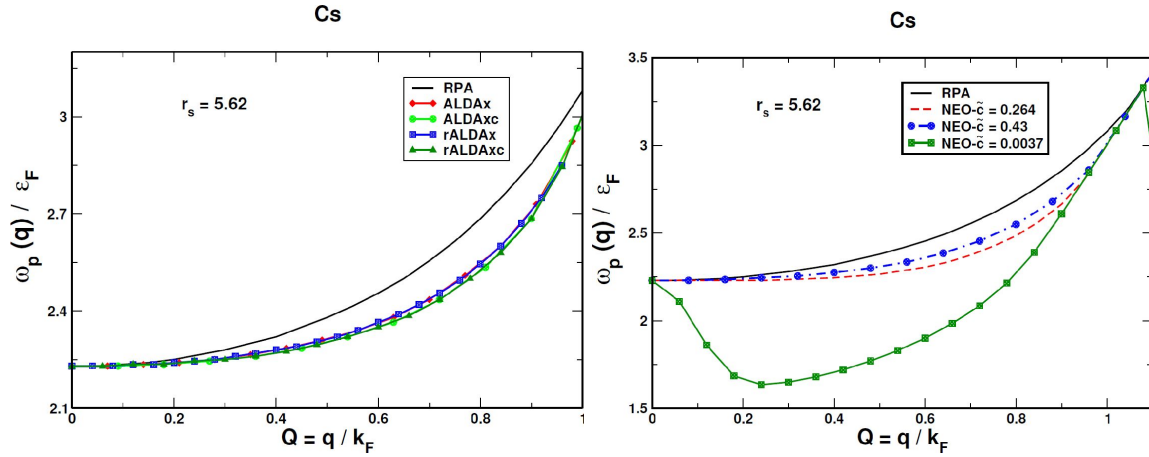 Cs
r_s = 5.62
RPA
ALDAx
ALDAxc
rALDAx
rALDAxc
ω_p (q) / ε_F
3
2.7
2.4
2.1
0
0.2
0.4
0.6
0.8
1
Q = q / k_F
Cs
r_s = 5.62
RPA
NEO-c̃ = 0.264
NEO-c̃ = 0.43
NEO-c̃ = 0.0037
ω_p (q) / ε_F
3.5
3
2.5
2
1.5
0
0.2
0.4
0.6
0.8
1
Q = q / k_F